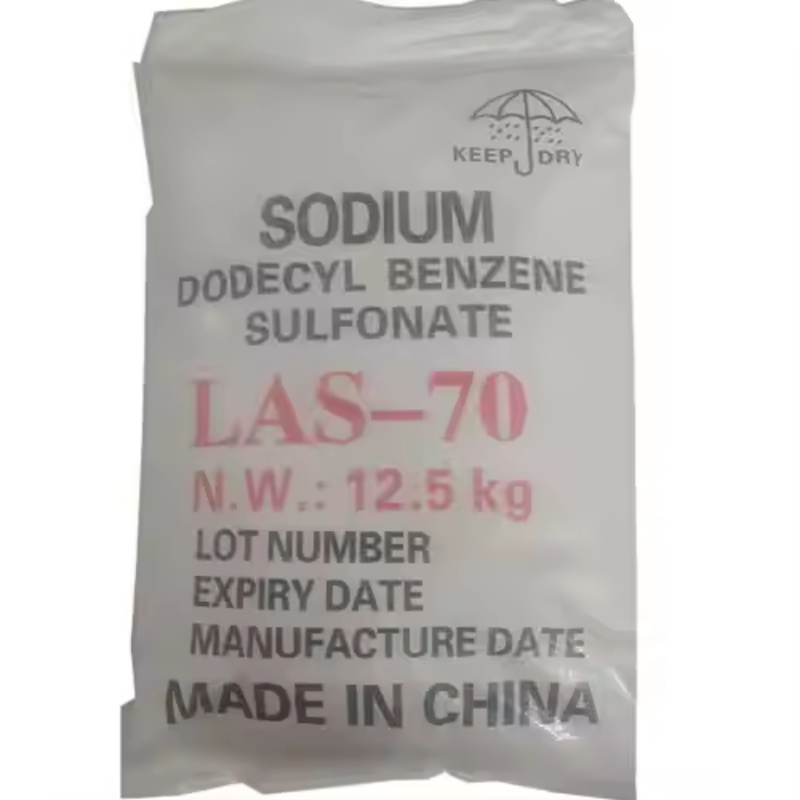 KEEP DRY
SODIUM
DODECYL BENZENE
SULFONATE
LAS-70
N.W.: 12.5 kg
LOT NUMBER
EXPIRY DATE
MANUFACTURE DATE
MADE IN CHINA